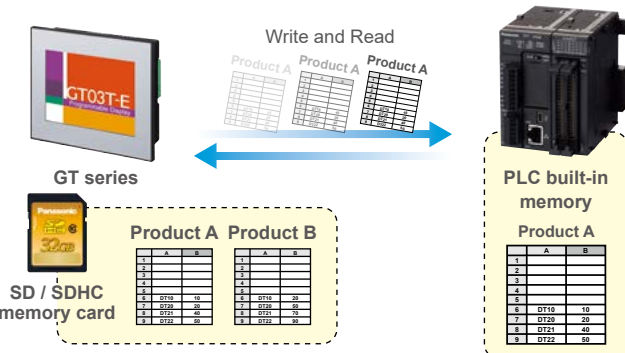 Write and Read
Product A
Product A
Product A
GT03T-E
Programmable Display
GT series
PLC built-in
memory
Panasonic
32GB
SD / SDHC
memory card
Product A
A B
1
2
3
4
5
6 DT10 10
7 DT20 20
8 DT21 40
9 DT22 50
Product B
A B
1
2
3
4
5
6 DT10 20
7 DT20 50
8 DT21 70
9 DT22 90
Product A
A B
1
2
3
4
5
6 DT10 10
7 DT20 20
8 DT21 40
9 DT22 50